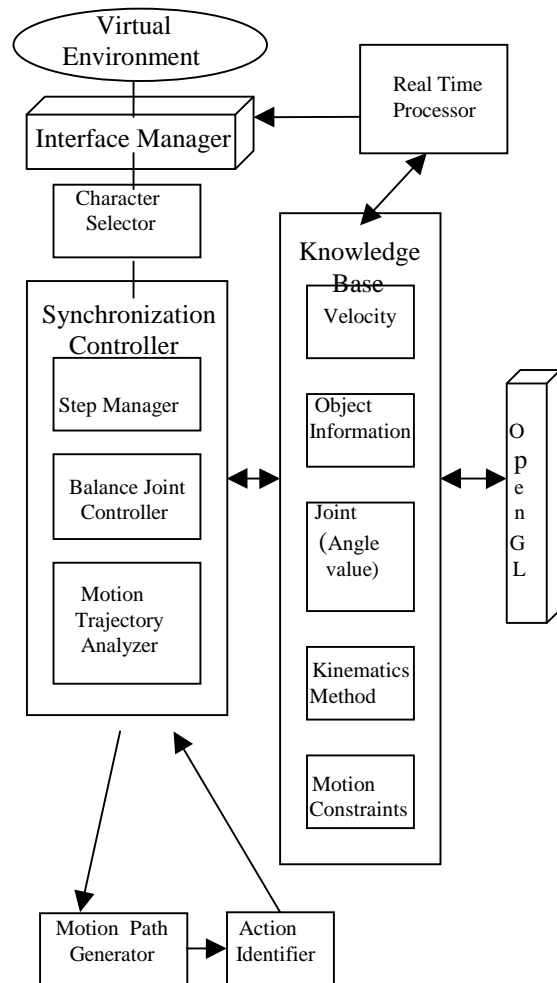 Virtual
Environment
Interface Manager
Real Time
Processor
Character
Selector
Synchronization
Controller
Step Manager
Balance Joint
Controller
Motion
Trajectory
Analyzer
Knowledge
Base
Velocity
Object
Information
Joint
(Angle
value)
Kinematics
Method
Motion
Constraints
O
p
e n
G
L
Motion Path
Generator
Action
Identifier